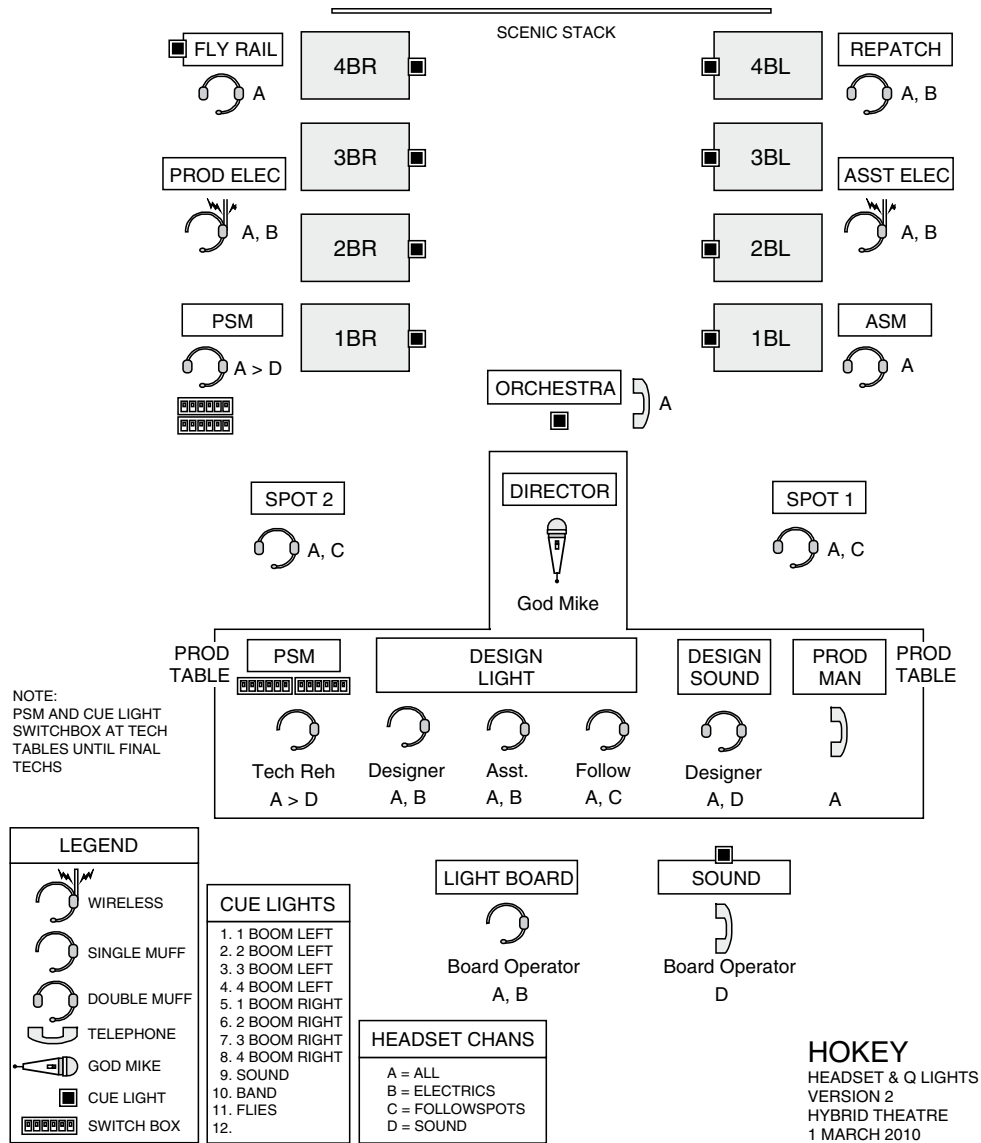 SCENIC STACK
FLY RAIL
A
4BR
4BL
REPATCH
A, B
PROD ELEC
A, B
3BR
3BL
ASST ELEC
A, B
2BR
2BL
PSM
A > D
1BR
1BL
ASM
A
ORCHESTRA
A
SPOT 2
A, C
DIRECTOR
God Mike
SPOT 1
A, C
PROD
TABLE
PSM
Tech Reh
A > D
DESIGN
LIGHT
Designer
A, B
Asst.
A, B
Follow
A, C
DESIGN
SOUND
Designer
A, D
PROD
MAN
A
PROD
TABLE
NOTE:
PSM AND CUE LIGHT
SWITCHBOX AT TECH
TABLES UNTIL FINAL
TECHS
LIGHT BOARD
Board Operator
A, B
SOUND
Board Operator
D
LEGEND
WIRELESS
SINGLE MUFF
DOUBLE MUFF
TELEPHONE
GOD MIKE
CUE LIGHT
SWITCH BOX
CUE LIGHTS
1. 1 BOOM LEFT
2. 2 BOOM LEFT
3. 3 BOOM LEFT
4. 4 BOOM LEFT
5. 1 BOOM RIGHT
6. 2 BOOM RIGHT
7. 3 BOOM RIGHT
8. 4 BOOM RIGHT
9. SOUND
10. BAND
11. FLIES
12.
HEADSET CHANS
A = ALL
B = ELECTRICS
C = FOLLOWSPOTS
D = SOUND
HOKEY
HEADSET & Q LIGHTS
VERSION 2
HYBRID THEATRE
1 MARCH 2010